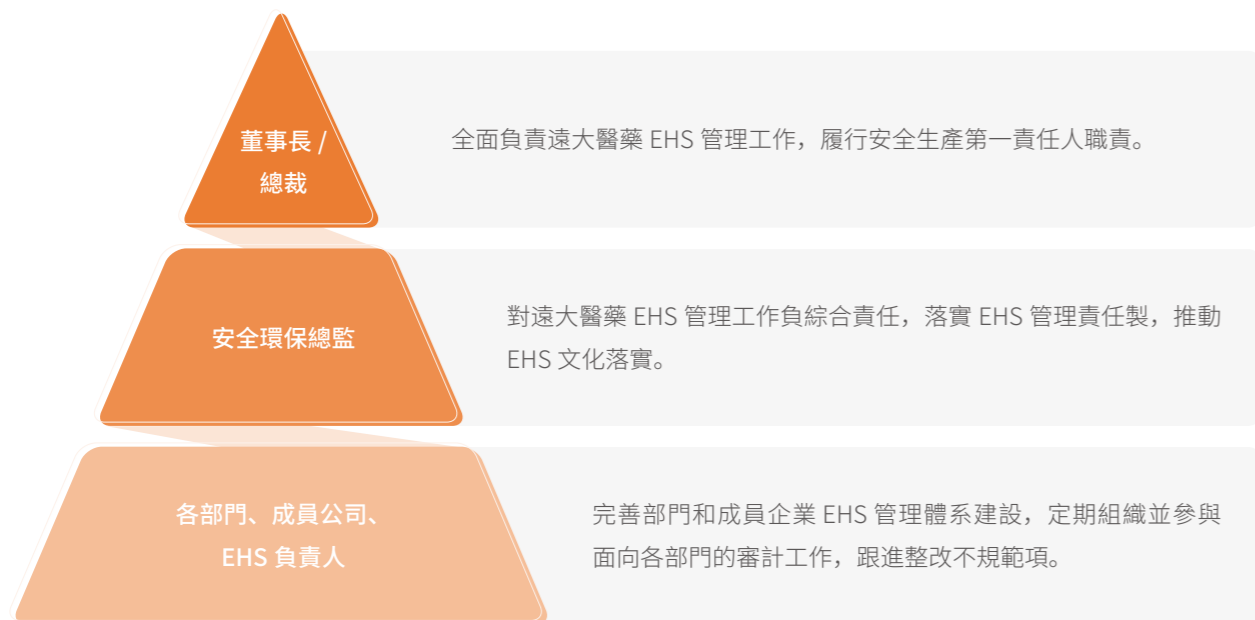 董事長 /
總裁
全面負責遠大醫藥 EHS 管理工作，履行安全生產第一責任人職責。
安全環保總監
對遠大醫藥 EHS 管理工作負綜合責任，落實 EHS 管理責任製，推動
EHS 文化落實。
各部門、成員公司、
EHS 負責人
完善部門和成員企業 EHS 管理體系建設，定期組織並參與
面向各部門的審計工作，跟進整改不規範項。